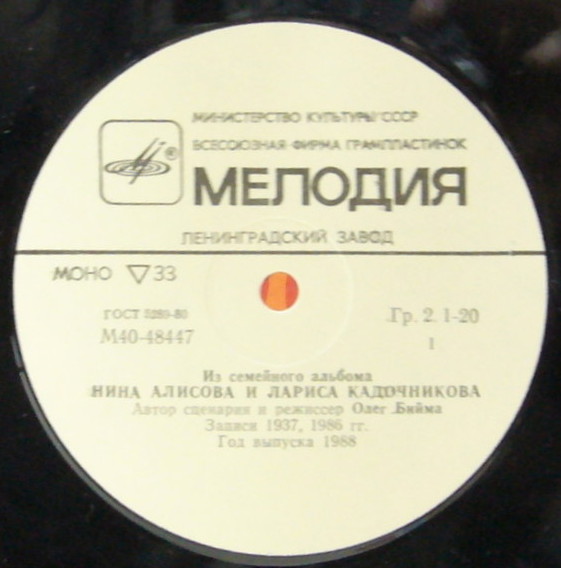 МИНИСТЕРСТВО КУЛЬТУРЫ СССР
ВСЕСОЮЗНАЯ ФИРМА ГРАМПЛАСТИНОК
®
МЕЛОДИЯ
ЛЕНИНГРАДСКИЙ ЗАВОД
МОНО ▽33
ГОСТ 5289-80
Гр. 2. 1-20
М40-48447
1
Из семейного альбома
НИНА АЛИСОВА И ЛАРИСА КАДОЧНИКОВА
Автор сценария и режиссер Олег Бийма
Записи 1937, 1986 гг.
Год выпуска 1988